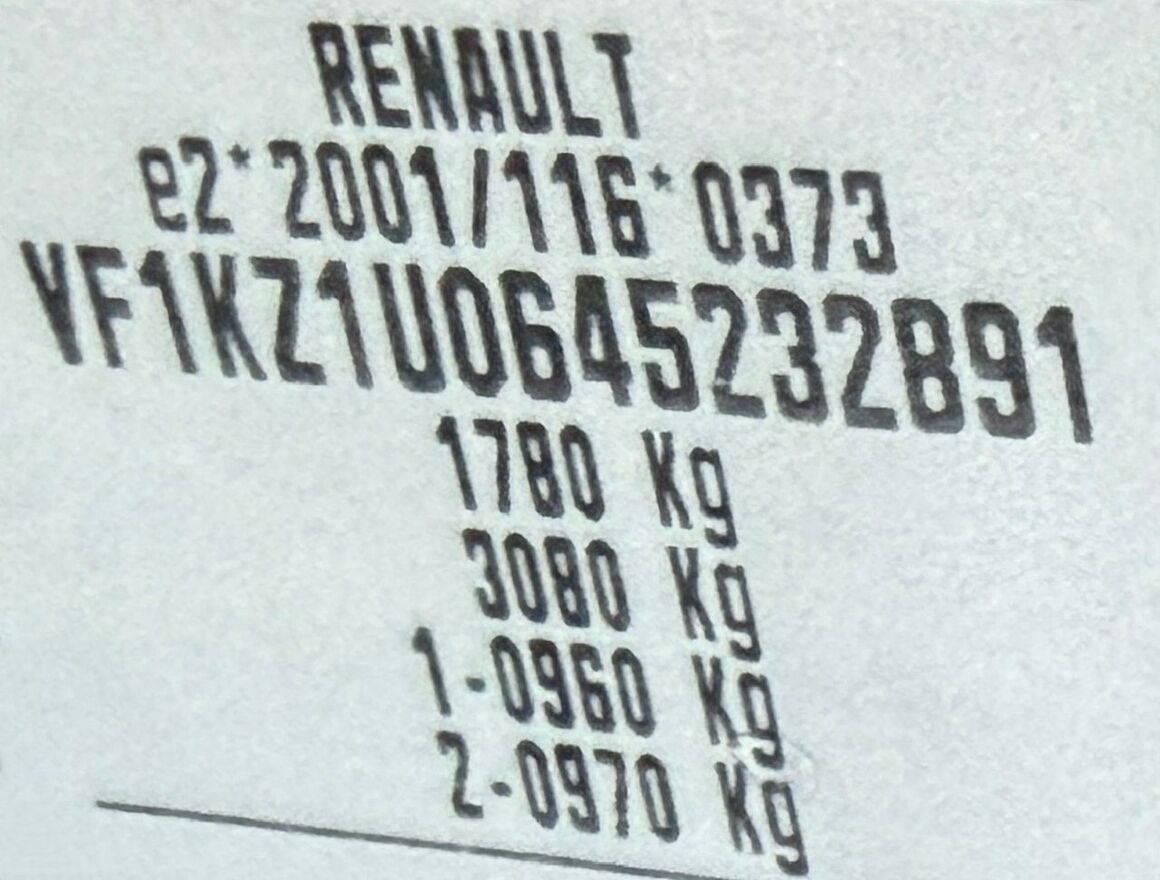 RENAULT
e2*2001/116*0373
VF1KZ1U0645232891
1780 Kg
3080 Kg
1-0960 Kg
2-0970 Kg